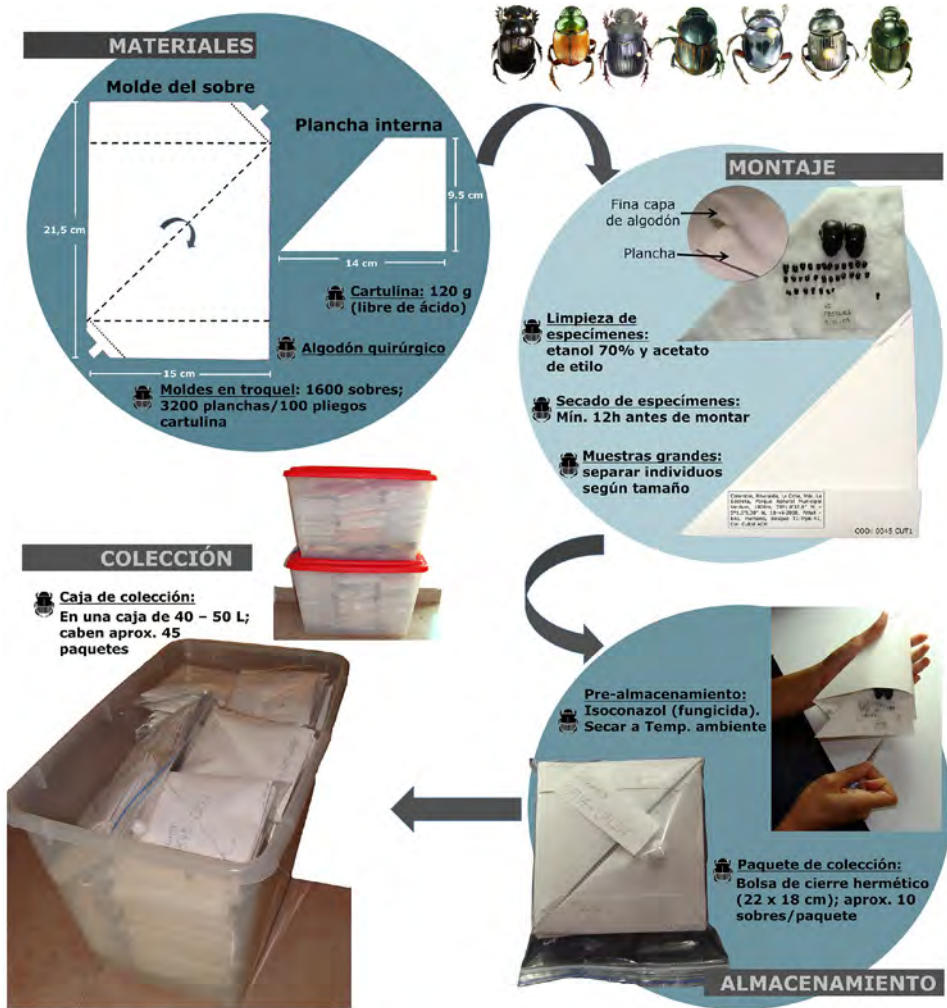 MATERIALES
Molde del sobre
Plancha interna
21,5 cm
15 cm
9.5 cm
14 cm
Cartulina: 120 g
(libre de ácido)
Algodón quirúrgico
Moldes en troquel: 1600 sobres;
3200 planchas/100 pliegos
cartulina
MONTAJE
Fina capa
de algodón
Plancha
Limpieza de
especímenes:
etanol 70% y acetato
de etilo
Secado de especímenes:
Mín. 12h antes de montar
Muestras grandes:
separar individuos
según tamaño
COD: 0045 CUT1
COLECCIÓN
Caja de colección:
En una caja de 40 – 50 L;
caben aprox. 45
paquetes
Pre-almacenamiento:
Isoconazol (fungicida).
Secar a Temp. ambiente
Paquete de colección:
Bolsa de cierre hermético
(22 x 18 cm); aprox. 10
sobres/paquete
ALMACENAMIENTO